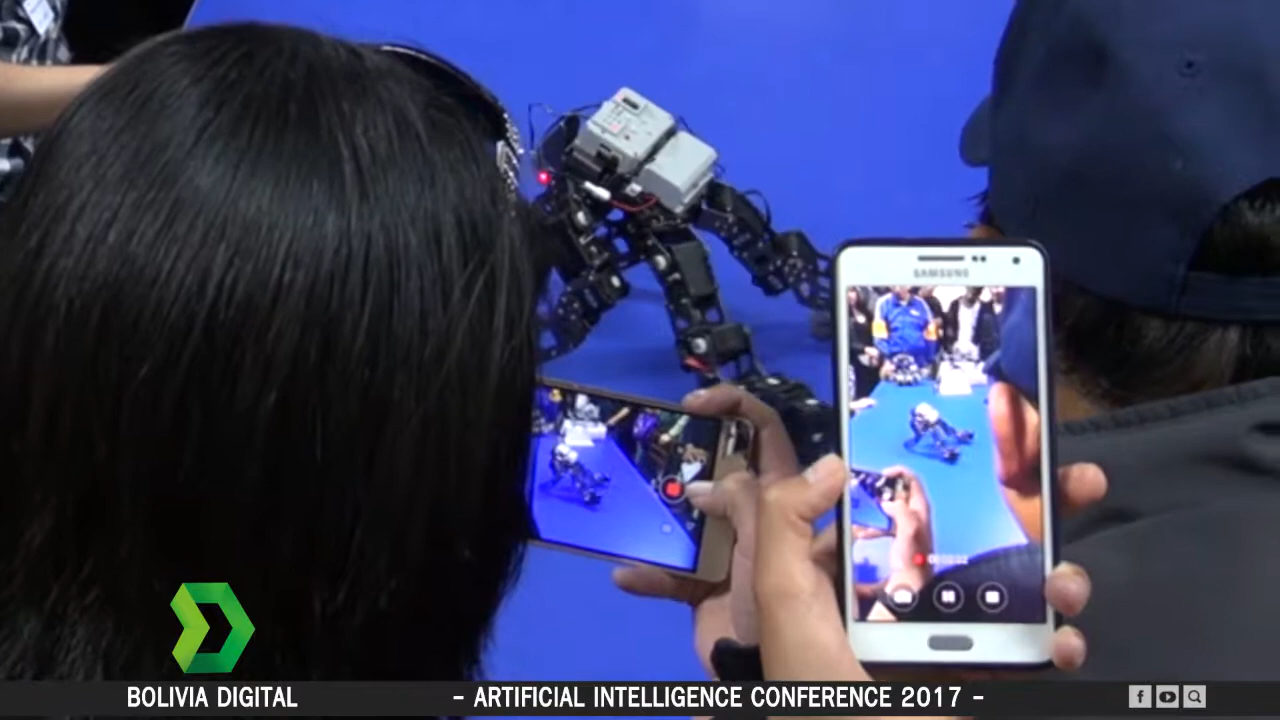 SAMSUNG
BOLIVIA DIGITAL
- ARTIFICIAL INTELLIGENCE CONFERENCE 2017 -